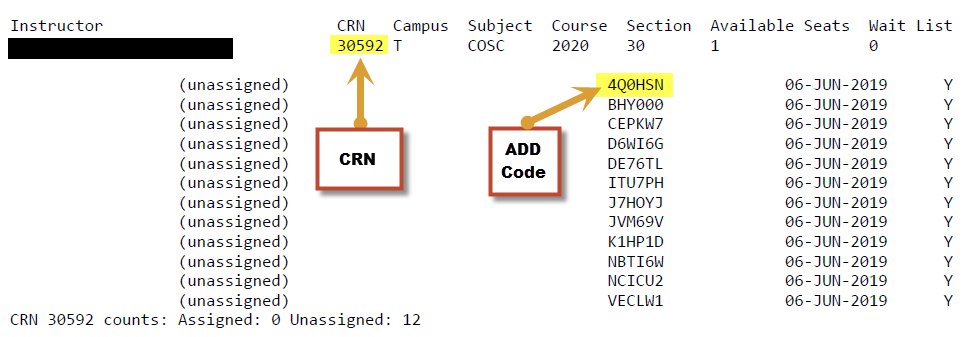 Instructor CRN Campus Subject Course Section Available Seats Wait List
30592 T COSC 2020 30 1 0
(unassigned) 4Q0HSN 06-JUN-2019 Y
(unassigned) BHY000 06-JUN-2019 Y
(unassigned) CEPKW7 06-JUN-2019 Y
(unassigned) D6WI6G 06-JUN-2019 Y
(unassigned) DE76TL 06-JUN-2019 Y
(unassigned) ITU7PH 06-JUN-2019 Y
(unassigned) J7HOYJ 06-JUN-2019 Y
(unassigned) JVM69V 06-JUN-2019 Y
(unassigned) K1HP1D 06-JUN-2019 Y
(unassigned) NBTI6W 06-JUN-2019 Y
(unassigned) NCICU2 06-JUN-2019 Y
(unassigned) VECLW1 06-JUN-2019 Y
CRN 30592 counts: Assigned: 0 Unassigned: 12
CRN
ADD
Code